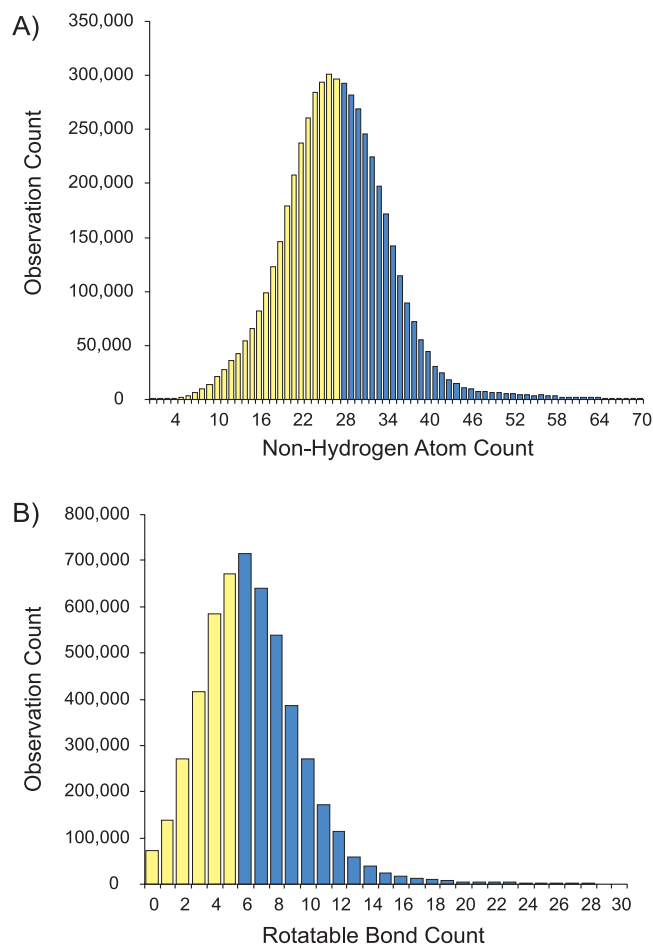 A)
Observation Count
350,000
300,000
250,000
200,000
150,000
100,000
50,000
0
4 10 16 22 28 34 40 46 52 58 64 70
Non-Hydrogen Atom Count
B)
Observation Count
800,000
700,000
600,000
500,000
400,000
300,000
200,000
100,000
0
0 2 4 6 8 10 12 14 16 18 20 22 24 26 28 30
Rotatable Bond Count